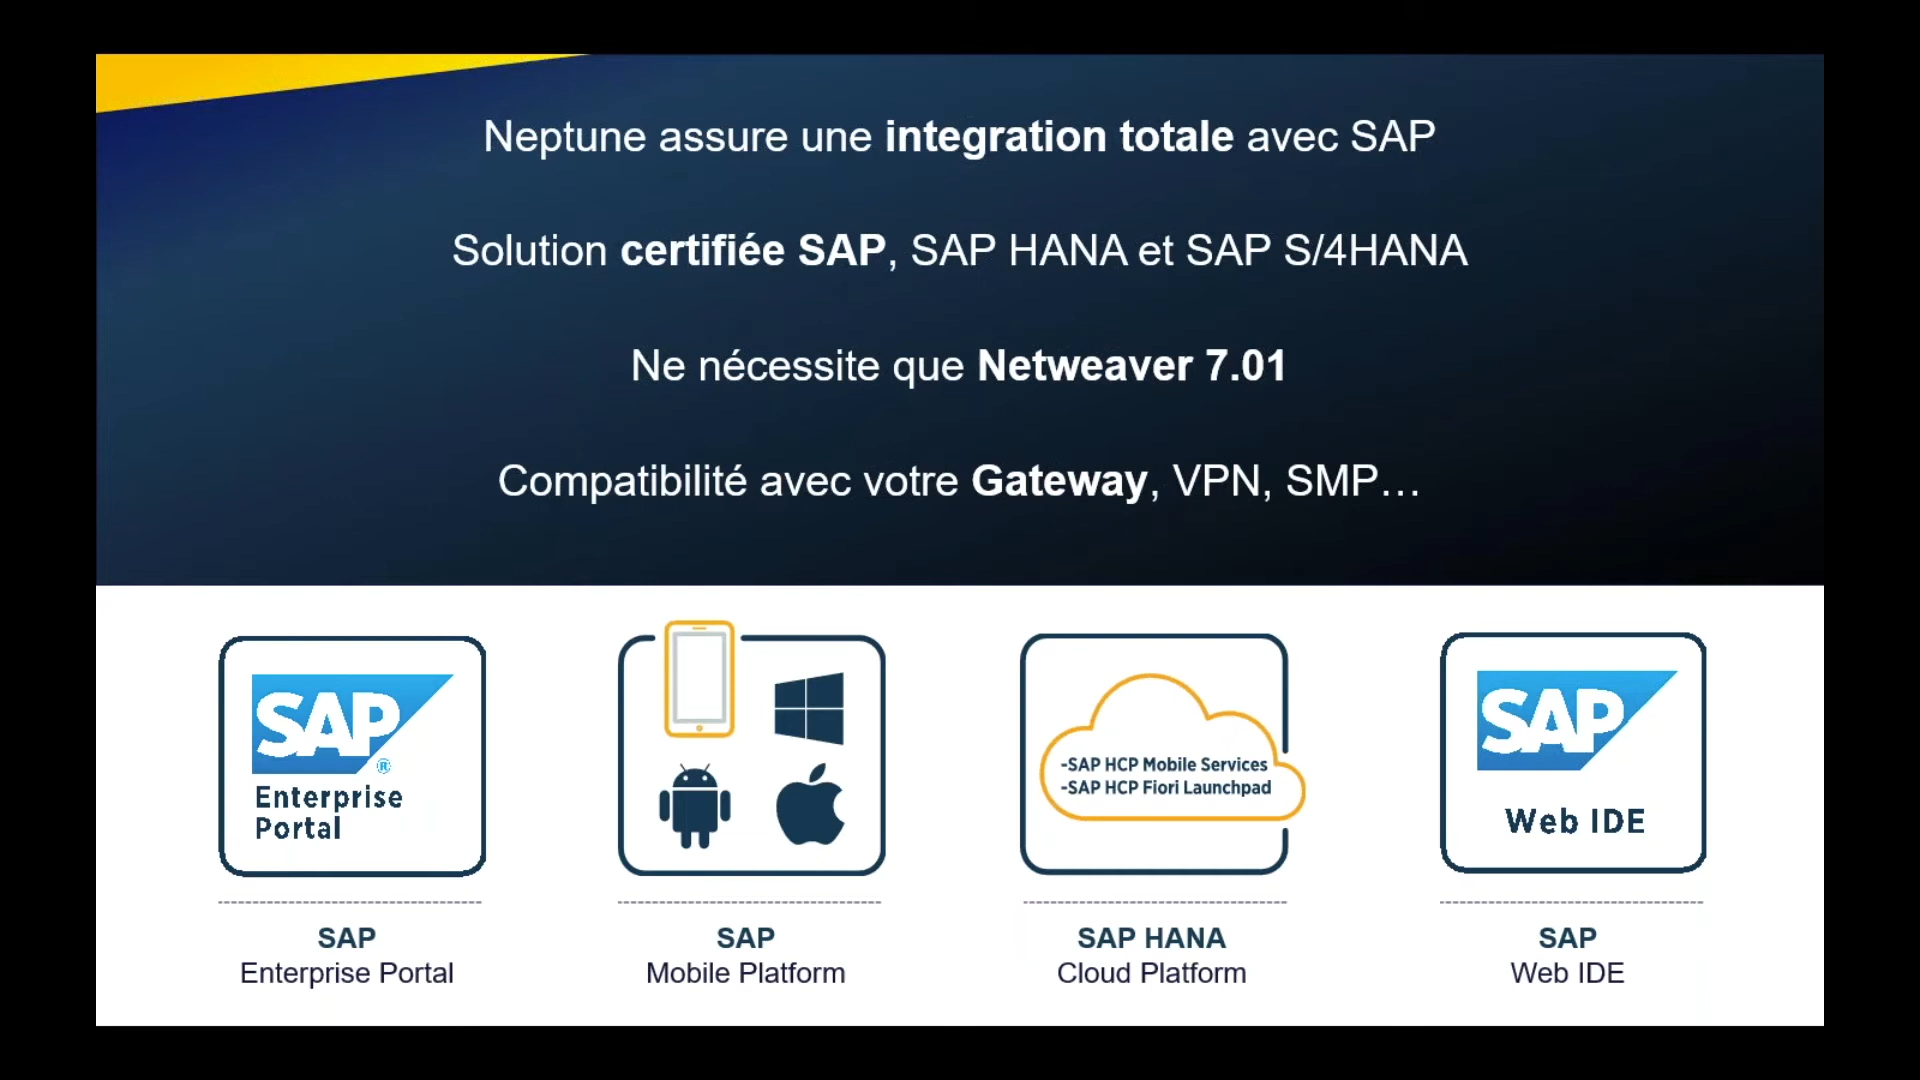 Neptune assure une integration totale avec SAP
Solution certifiée SAP, SAP HANA et SAP S/4HANA
Ne nécessite que Netweaver 7.01
Compatibilité avec votre Gateway, VPN, SMP…
SAP
®
Enterprise
Portal
-SAP HCP Mobile Services
-SAP HCP Fiori Launchpad
SAP
Web IDE
SAP
Enterprise Portal
SAP
Mobile Platform
SAP HANA
Cloud Platform
SAP
Web IDE